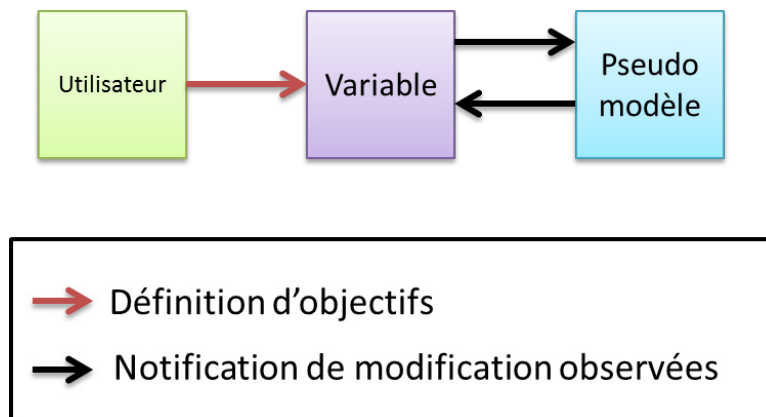 Utilisateur
Variable
Pseudo
modèle
Définition d'objectifs
Notification de modification observées